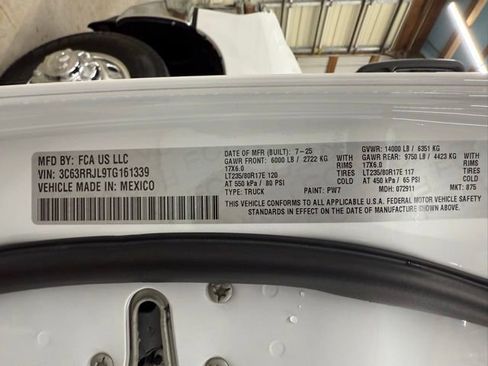 MFD BY: FCA US LLC
VIN: 3C63RRJL9TG161339
VEHICLE MADE IN: MEXICO
DATE OF MFR (BUILT): 7-25
GAWR FRONT: 6000 LB / 2722 KG WITH
17X6.0 RIMS
LT235/80R17E 120 TIRES
AT 550 kPa / 80 PSI COLD
TYPE: TRUCK PAINT: PW7
GVWR: 14000 LB / 6351 KG
GAWR REAR: 9750 LB / 4423 KG WITH
17X6.0 RIMS
LT235/80R17E 117 TIRES
AT 450 kPa / 65 PSI COLD
MDH: 072911 MKT: 875
THIS VEHICLE CONFORMS TO ALL APPLICABLE U.S.A. FEDERAL MOTOR VEHICLE SAFETY
STANDARDS IN EFFECT ON THE DATE OF MANUFACTURE SHOWN ABOVE.